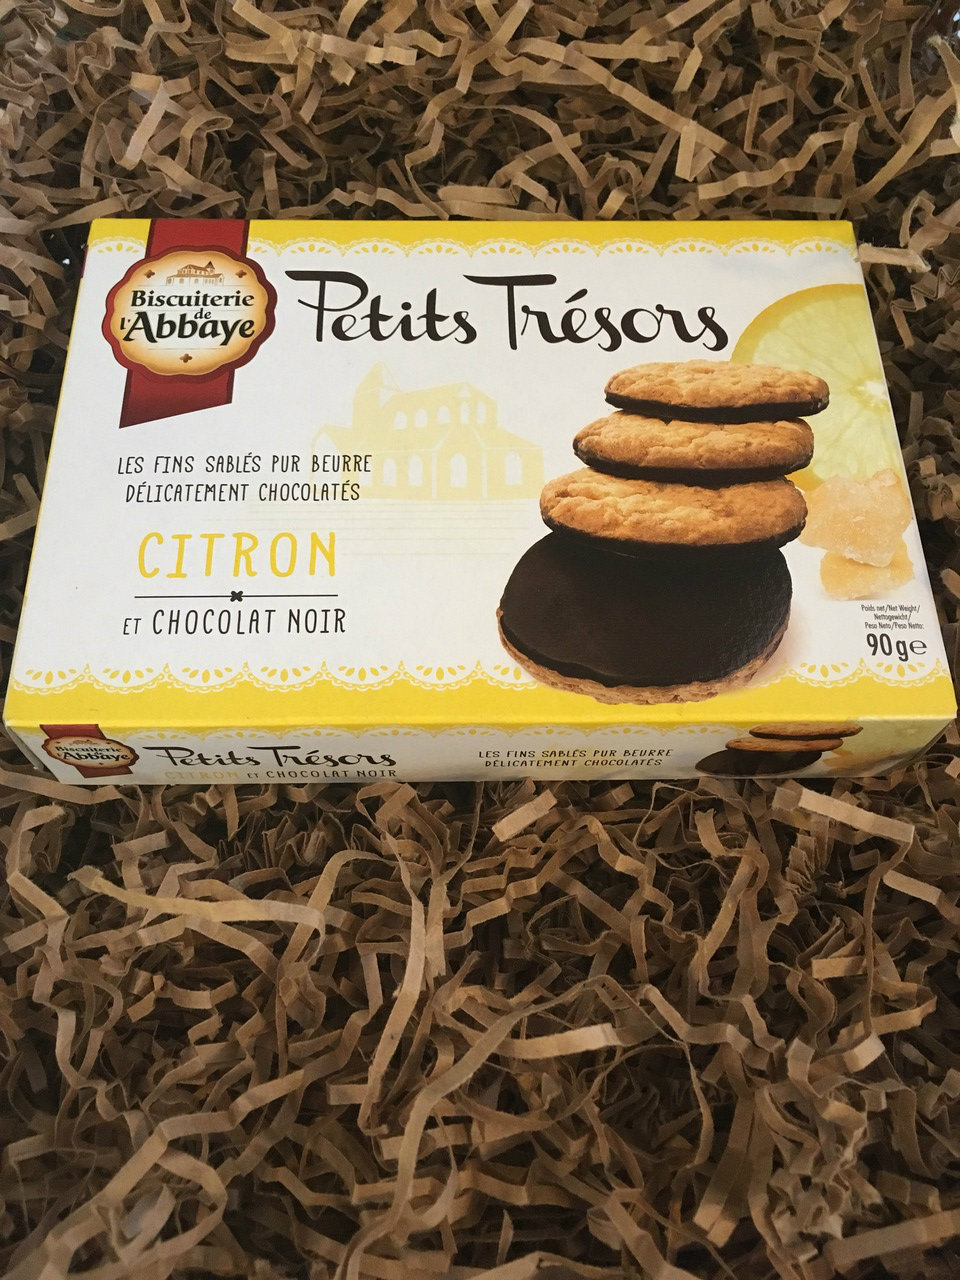 Biscuiterie
de
l'Abbaye
Petits Trésors
LES FINS SABLÉS PUR BEURRE
DÉLICATEMENT CHOCOLATÉS
CITRON
ET CHOCOLAT NOIR
Poids net/Net Weight/
Nettogewicht/
Peso Neto/Peso Netto:
90g℮
Biscuiterie
l'Abbaye
Petits Trésors
CITRON ET CHOCOLAT NOIR
LES FINS SABLÉS PUR BEURRE
DÉLICATEMENT CHOCOLATÉS